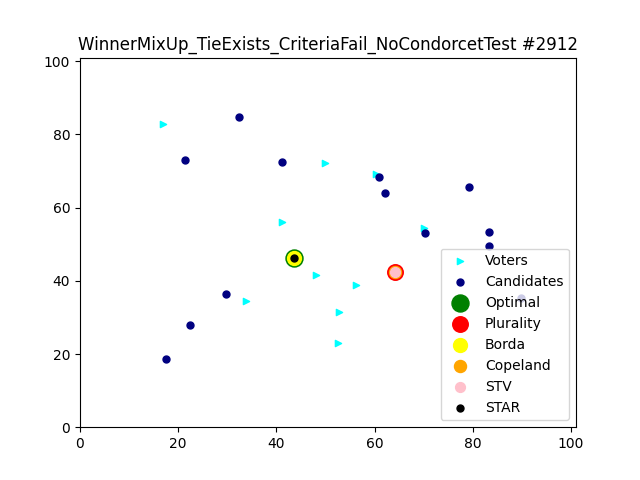 WinnerMixUp_TieExists_CriteriaFail_NoCondorcetTest #2912
100
80
60
40
20
0
0 20 40 60 80 100
Voters
Candidates
Optimal
Plurality
Borda
Copeland
STV
STAR